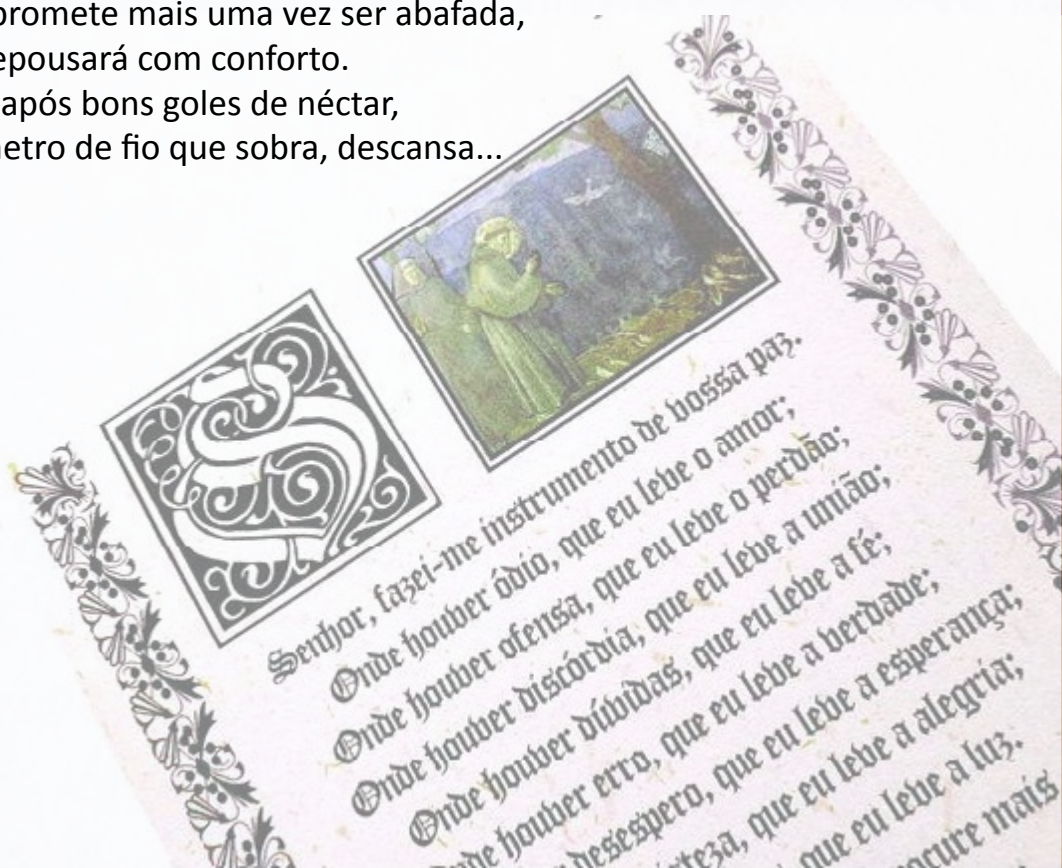 promete mais uma vez ser abafada,
epousará com conforto.
após bons goles de néctar,
etro de fio que sobra, descansa...
S
Senhor, fazei-me instrumento de vossa paz.
Onde houver ódio, que eu leve o amor;
Onde houver ofensa, que eu leve o perdão;
Onde houver discórdia, que eu leve a união;
Onde houver dúvidas, que eu leve a fé;
houver erro, que eu leve a verdade;
desespero, que eu leve a esperança;
teza, que eu leve a alegria;
que eu leve a luz.
cure mais